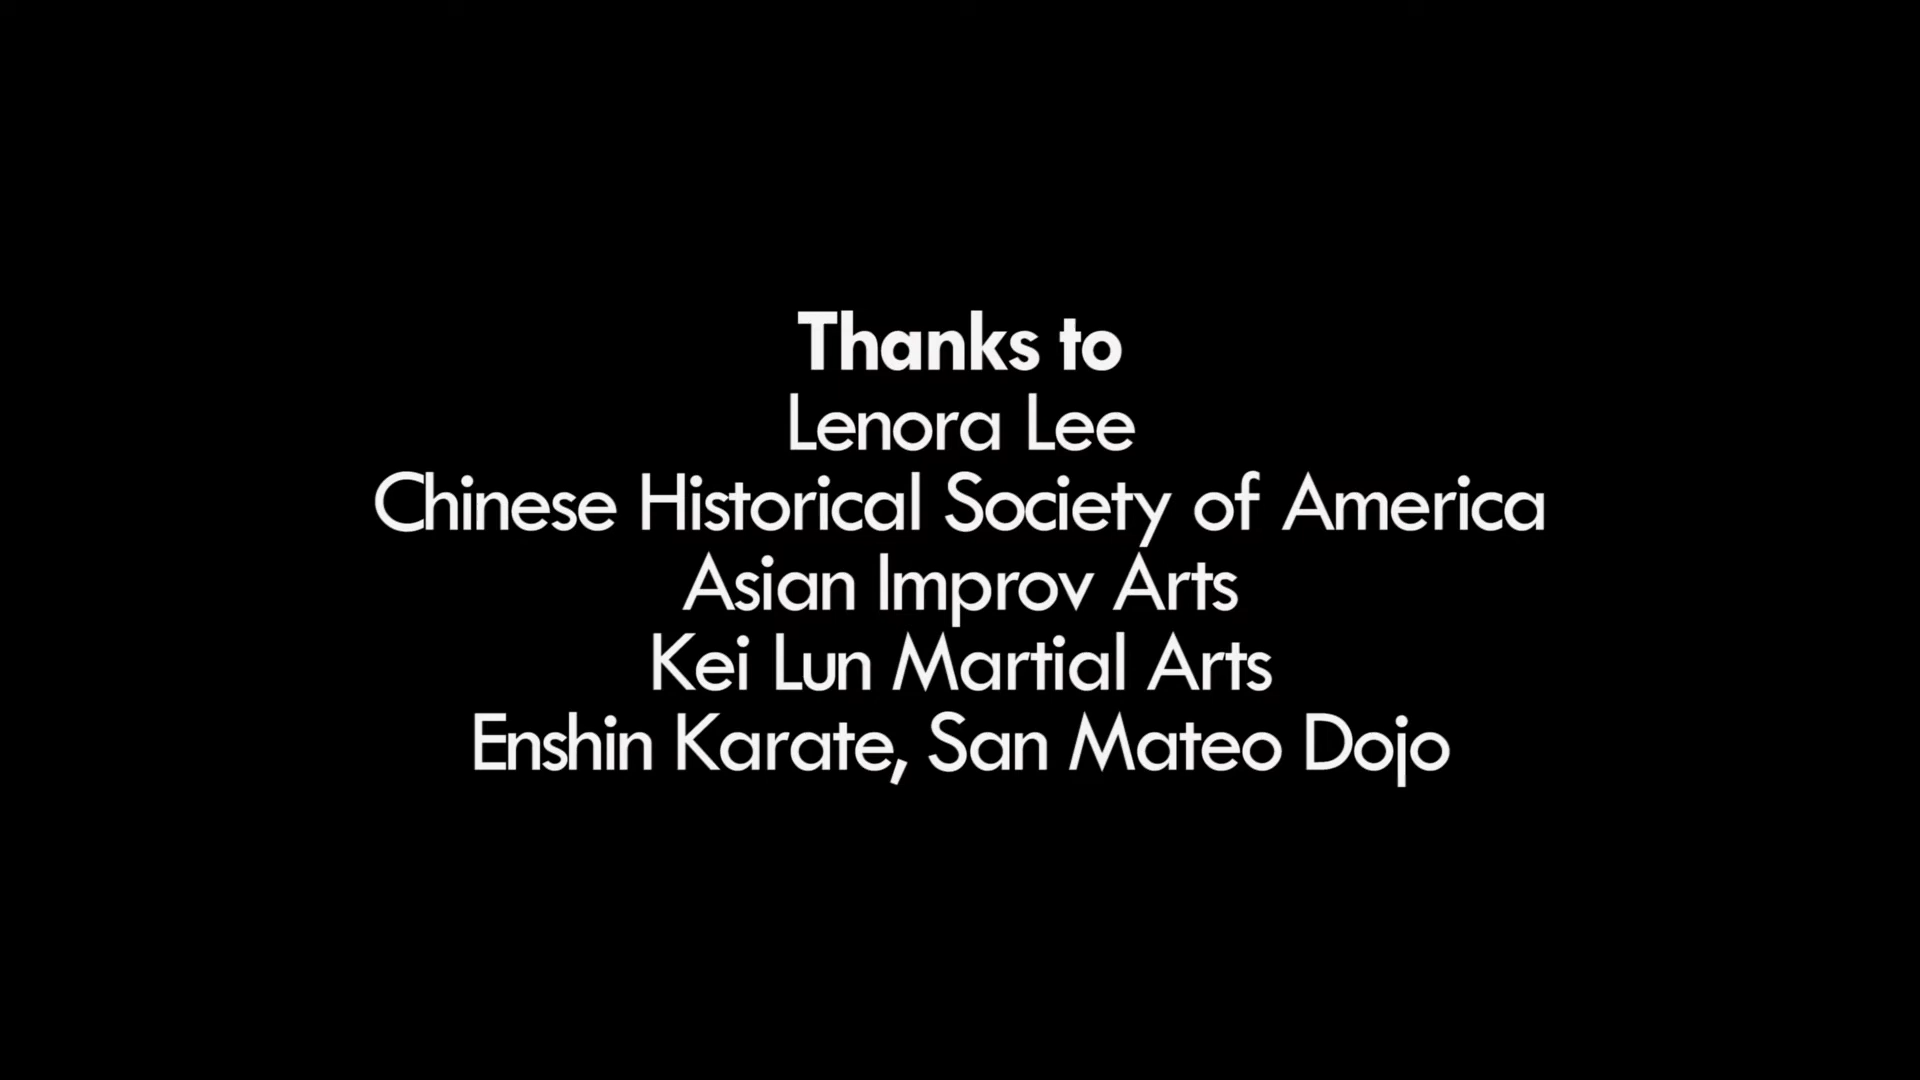 Thanks to
Lenora Lee
Chinese Historical Society of America
Asian Improv Arts
Kei Lun Martial Arts
Enshin Karate, San Mateo Dojo